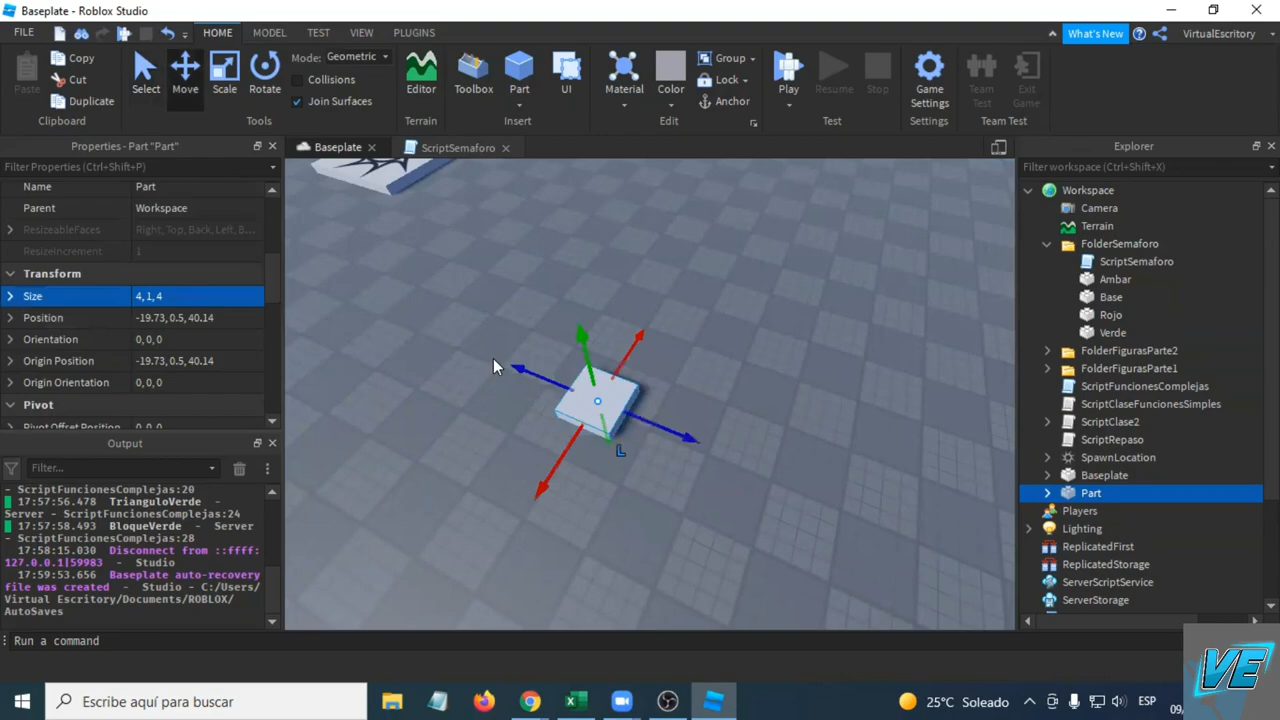 Baseplate - Roblox Studio
FILE HOME MODEL TEST VIEW PLUGINS What's New VirtualEscritory
Paste Copy Cut Duplicate Clipboard
Select Move Scale Rotate Mode: Geometric Collisions Join Surfaces Tools
Editor Terrain
Toolbox Part UI Insert
Material Color Group Lock Anchor Edit
Play Resume Stop Test
Game Settings Settings
Team Test Exit Game Team Test
Properties - Part "Part"
Filter Properties (Ctrl+Shift+P)
Name Part
Parent Workspace
ResizeableFaces Right, Top, Back, Left, B...
ResizeIncrement 1
Transform
Size 4, 1, 4
Position -19.73, 0.5, 40.14
Orientation 0, 0, 0
Origin Position -19.73, 0.5, 40.14
Origin Orientation 0, 0, 0
Pivot
Pivot Offset Position
Output
Filter...
- ScriptFuncionesComplejas:20
17:57:56.478 TrianguloVerde -
Server - ScriptFuncionesComplejas:24
17:57:58.493 BloqueVerde - Server
- ScriptFuncionesComplejas:28
17:58:15.030 Disconnect from ::ffff:
127.0.0.1|59983 - Studio
17:59:53.656 Baseplate auto-recovery
file was created - Studio - C:/Users/
Virtual Escritory/Documents/ROBLOX/
AutoSaves
Baseplate ScriptSemaforo
L
Explorer
Filter workspace (Ctrl+Shift+X)
Workspace
Camera
Terrain
FolderSemaforo
ScriptSemaforo
Ambar
Base
Rojo
Verde
FolderFigurasParte2
FolderFigurasParte1
ScriptFuncionesComplejas
ScriptClaseFuncionesSimples
ScriptClase2
ScriptRepaso
SpawnLocation
Baseplate
Part
Players
Lighting
ReplicatedFirst
ReplicatedStorage
ServerScriptService
ServerStorage
Run a command
Escribe aquí para buscar
25°C Soleado
ESP
09/
VE